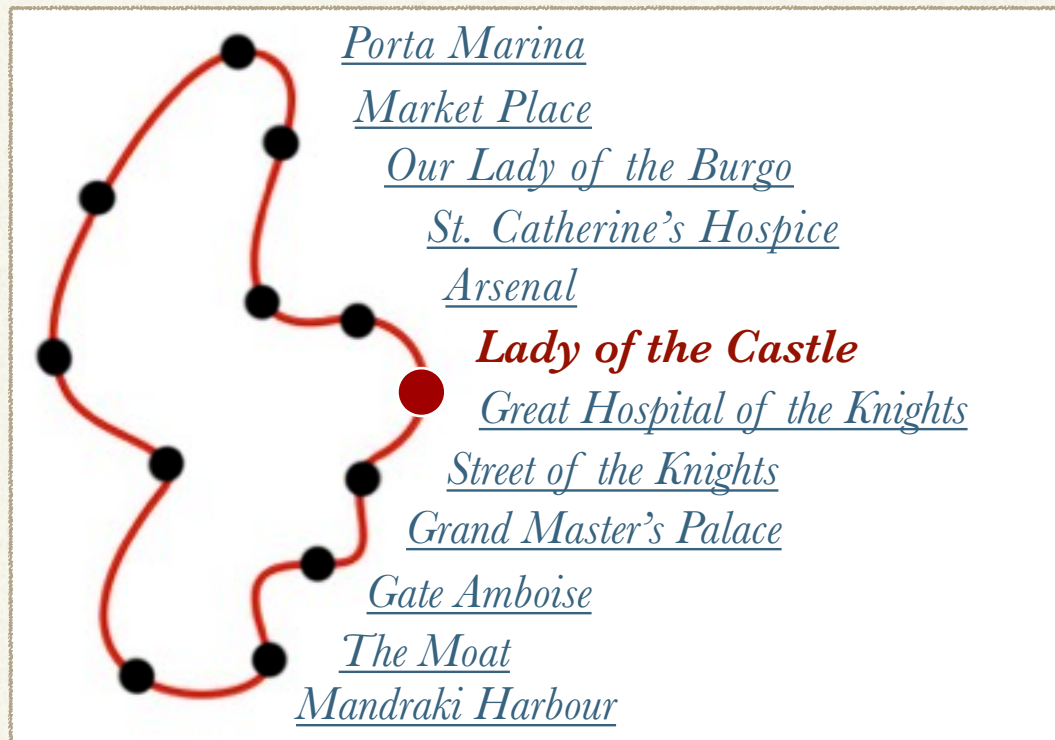 Porta Marina
Market Place
Our Lady of the Burgo
St. Catherine’s Hospice
Arsenal
Lady of the Castle
Great Hospital of the Knights
Street of the Knights
Grand Master’s Palace
Gate Amboise
The Moat
Mandraki Harbour